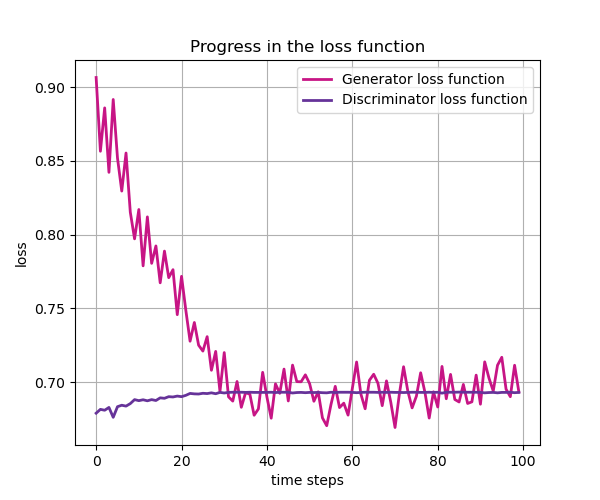 Progress in the loss function
Generator loss function
Discriminator loss function
0.90
0.85
0.80
0.75
0.70
loss
0 20 40 60 80 100
time steps